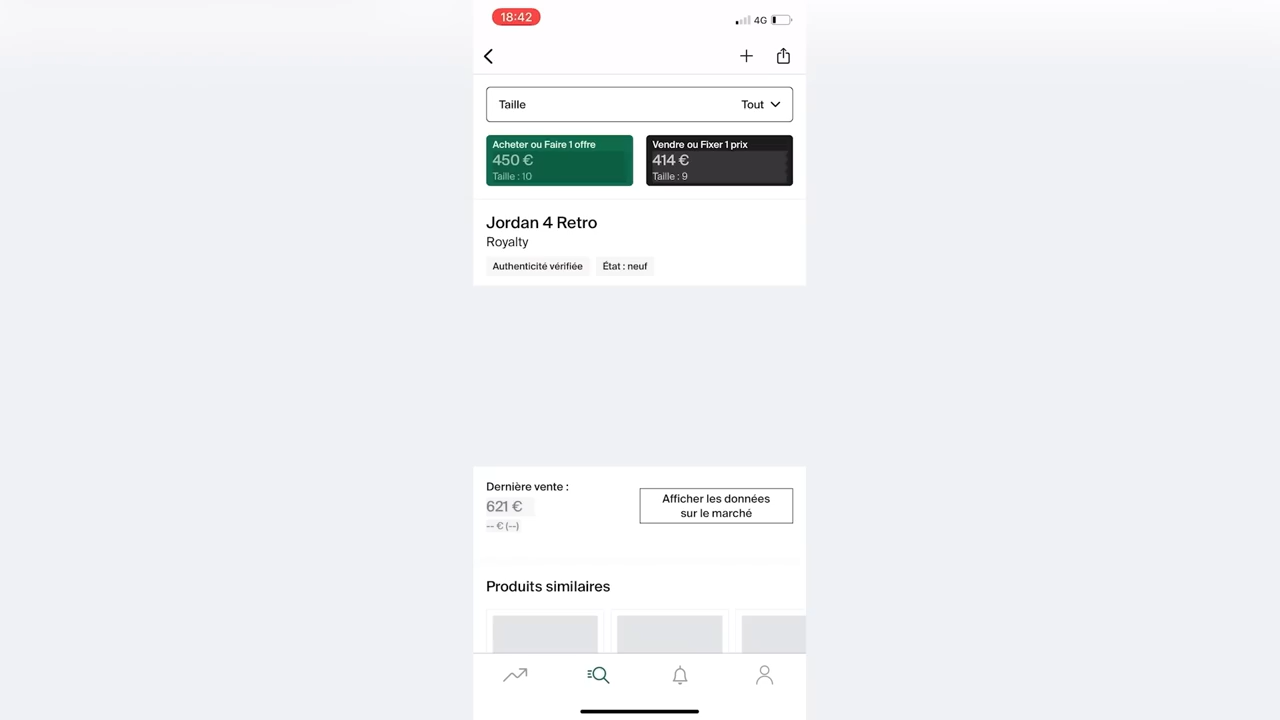 18:42
4G
Taille
Tout
Acheter ou Faire 1 offre
450 €
Taille : 10
Vendre ou Fixer 1 prix
414 €
Taille : 9
Jordan 4 Retro
Royalty
Authenticité vérifiée
État : neuf
Dernière vente :
621 €
-- € (--)
Afficher les données
sur le marché
Produits similaires